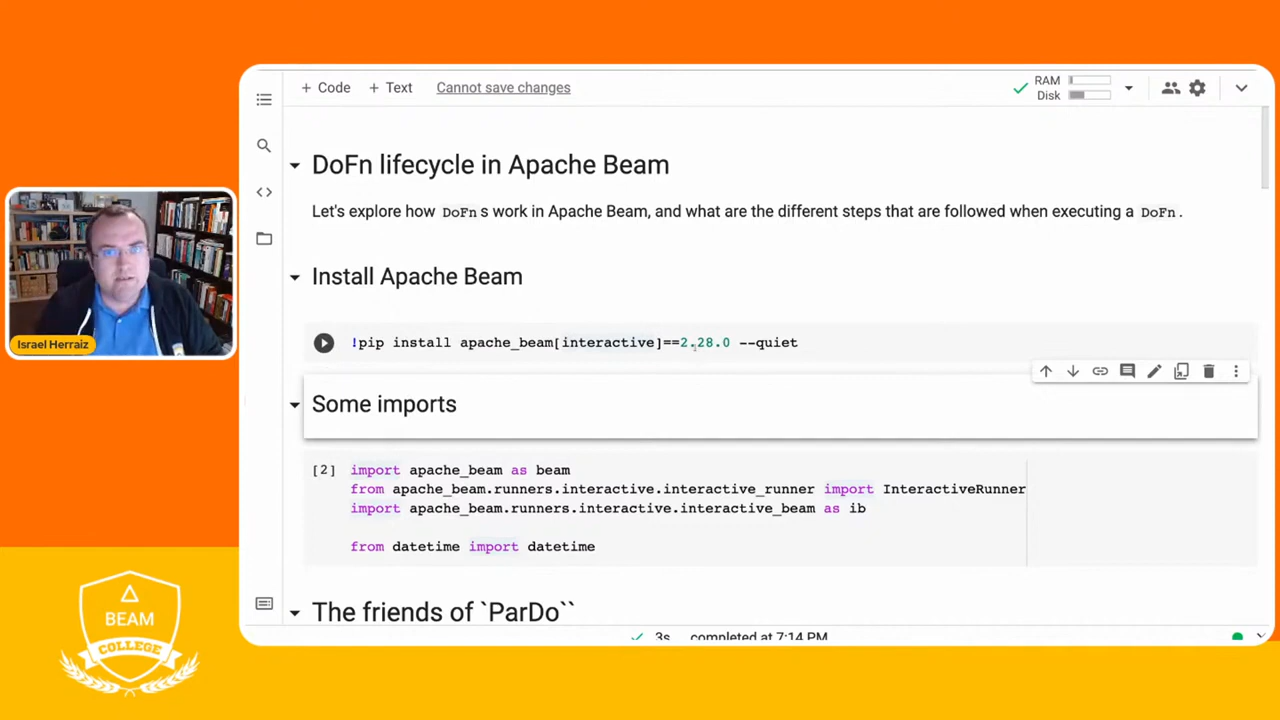 + Code + Text Cannot save changes
RAM
Disk
DoFn lifecycle in Apache Beam
Let's explore how DoFns work in Apache Beam, and what are the different steps that are followed when executing a DoFn.
Install Apache Beam
!pip install apache_beam[interactive]==2.28.0 --quiet
Some imports
[2] import apache_beam as beam
from apache_beam.runners.interactive.interactive_runner import InteractiveRunner
import apache_beam.runners.interactive.interactive_beam as ib
from datetime import datetime
The friends of `ParDo``
3s completed at 7:14 PM
Israel Herraiz
BEAM
COLLEGE